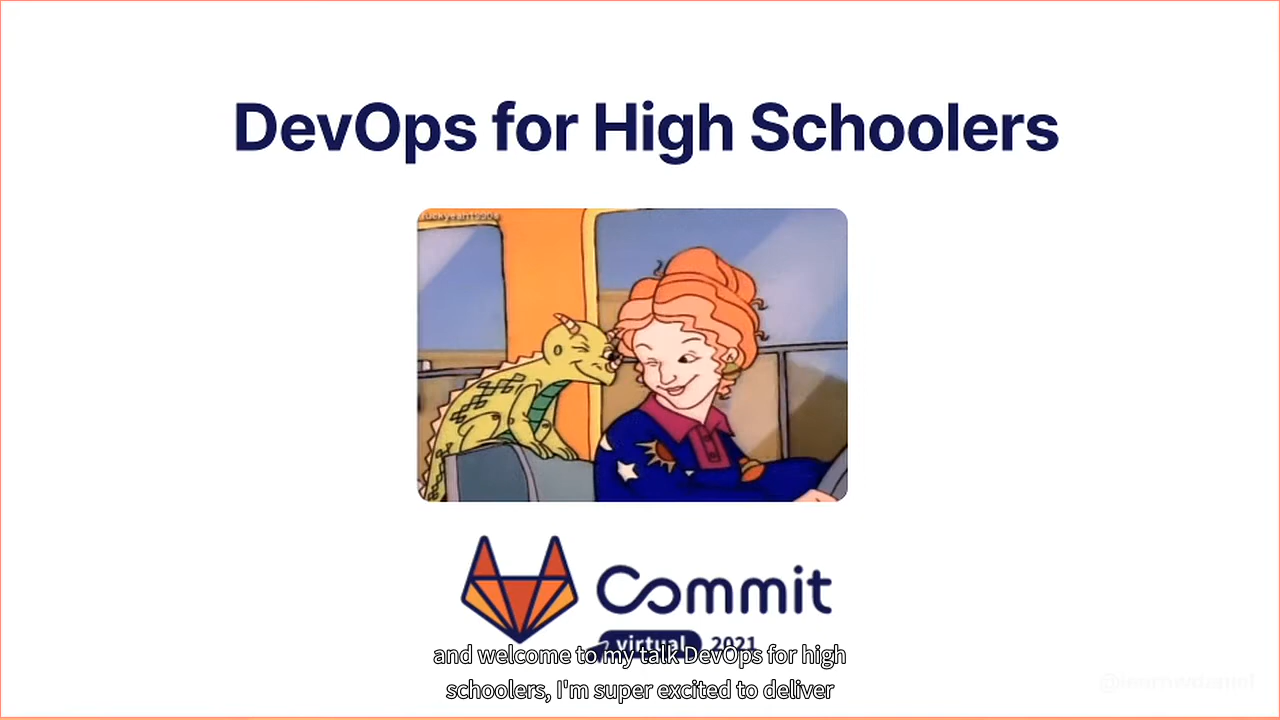 DevOps for High Schoolers
Commit
virtual 2021
and welcome to my talk DevOps for high
schoolers, I'm super excited to deliver